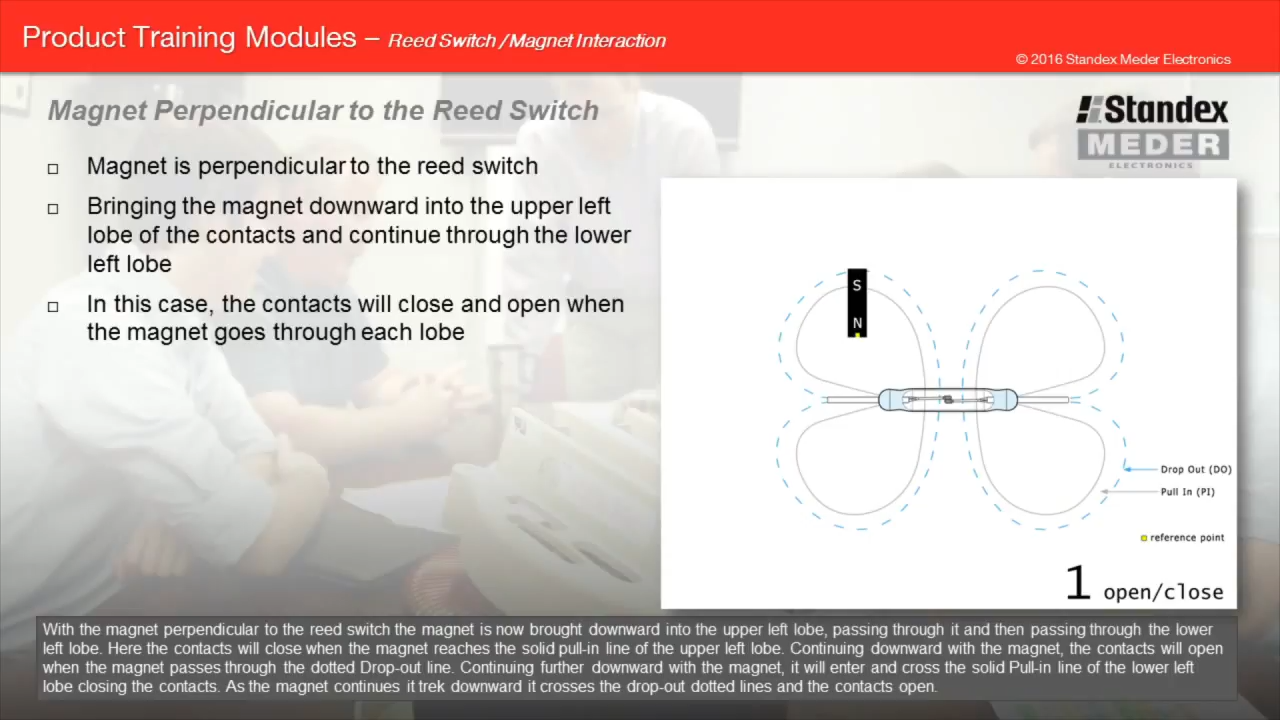 Product Training Modules – Reed Switch / Magnet Interaction
© 2016 Standex Meder Electronics
Magnet Perpendicular to the Reed Switch
Standex
MEDER
ELECTRONICS
Magnet is perpendicular to the reed switch
Bringing the magnet downward into the upper left
lobe of the contacts and continue through the lower
left lobe
In this case, the contacts will close and open when
the magnet goes through each lobe
S
N
Drop Out (DO)
Pull In (PI)
reference point
1 open/close
With the magnet perpendicular to the reed switch the magnet is now brought downward into the upper left lobe, passing through it and then passing through the lower
left lobe. Here the contacts will close when the magnet reaches the solid pull-in line of the upper left lobe. Continuing downward with the magnet, the contacts will open
when the magnet passes through the dotted Drop-out line. Continuing further downward with the magnet, it will enter and cross the solid Pull-in line of the lower left
lobe closing the contacts. As the magnet continues it trek downward it crosses the drop-out dotted lines and the contacts open.